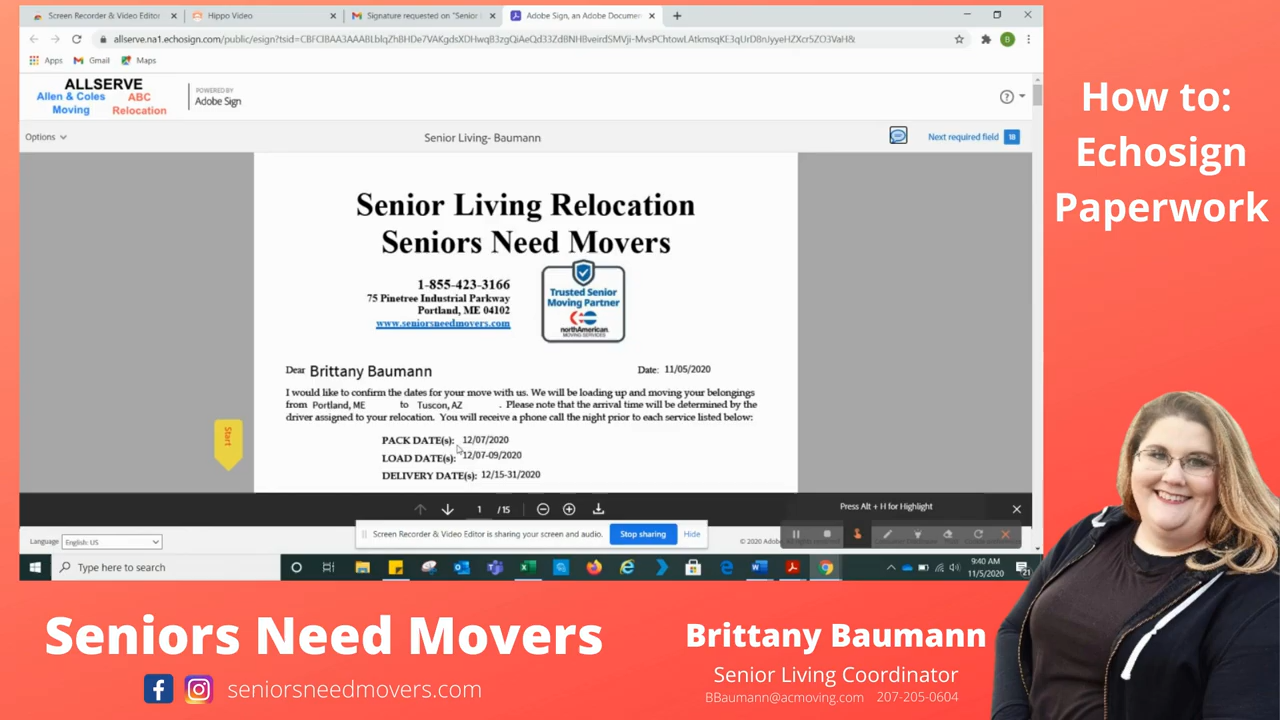 Screen Recorder & Video Editor
Hippo Video
Signature requested on "Senior
Adobe Sign, an Adobe Documen
Apps
Gmail
Maps
B
ALLSERVE
Allen & Coles
Moving
ABC
Relocation
POWERED BY
Adobe Sign
Options
Senior Living- Baumann
Next required field
18
Senior Living Relocation
Seniors Need Movers
1-855-423-3166
75 Pinetree Industrial Parkway
Portland, ME 04102
www.seniorsneedmovers.com
Trusted Senior
Moving Partner
northAmerican
MOVING SERVICES
Dear Brittany Baumann
Date: 11/05/2020
I would like to confirm the dates for your move with us. We will be loading up and moving your belongings
from Portland, ME to Tuscon, AZ . Please note that the arrival time will be determined by the
driver assigned to your relocation. You will receive a phone call the night prior to each service listed below:
PACK DATE(s): 12/07/2020
LOAD DATE(s): 12/07-09/2020
DELIVERY DATE(s): 12/15-31/2020
Start
1 /15
Press Alt + H for Highlight
Screen Recorder & Video Editor is sharing your screen and audio.
Stop sharing
Hide
Language
English: US
© 2020 Adobe
Type here to search
9:40 AM
11/5/2020
21
How to:
Echosign
Paperwork
Seniors Need Movers
seniorsneedmovers.com
Brittany Baumann
Senior Living Coordinator
BBaumann@acmoving.com 207-205-0604